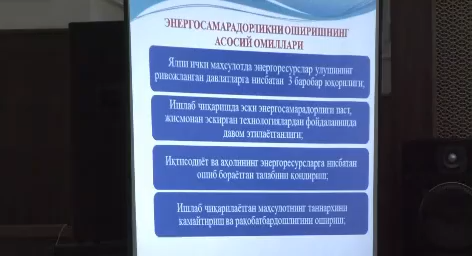 ЭНЕРГОСАМАРАДОРЛИКНИ ОШИРИШНИНГ
АСОСИЙ ОМИЛЛАРИ
Ялпи ички маҳсулотда энергоресурслар улушининг
ривожланган давлатларга нисбатан 3 баробар юқорилиги;
Ишлаб чиқаришда эски энергосамарадорлиги паст,
жисмонан эскирган технологиялардан фойдаланишда
давом этилаётганлиги;
Иқтисодиёт ва аҳолининг энергоресурсларга нисбатан
ошиб бораётган талабини қондириш;
Ишлаб чиқарилаётган маҳсулотнинг таннархини
камайтириш ва рақобатбардошлигини ошириш;